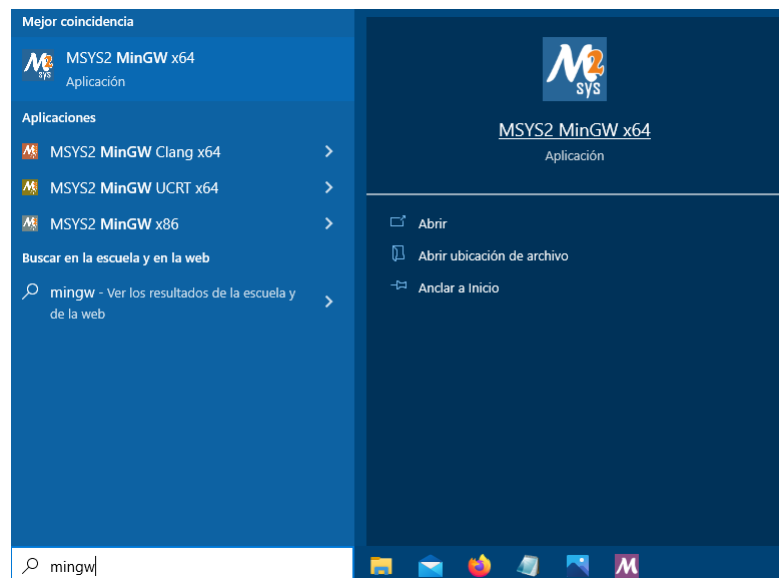 Mejor coincidencia
MSYS2 MinGW x64
Aplicación
Aplicaciones
MSYS2 MinGW Clang x64
MSYS2 MinGW UCRT x64
MSYS2 MinGW x86
Buscar en la escuela y en la web
mingw - Ver los resultados de la escuela y
de la web
mingw
M2
sys
MSYS2 MinGW x64
Aplicación
Abrir
Abrir ubicación de archivo
Anclar a Inicio